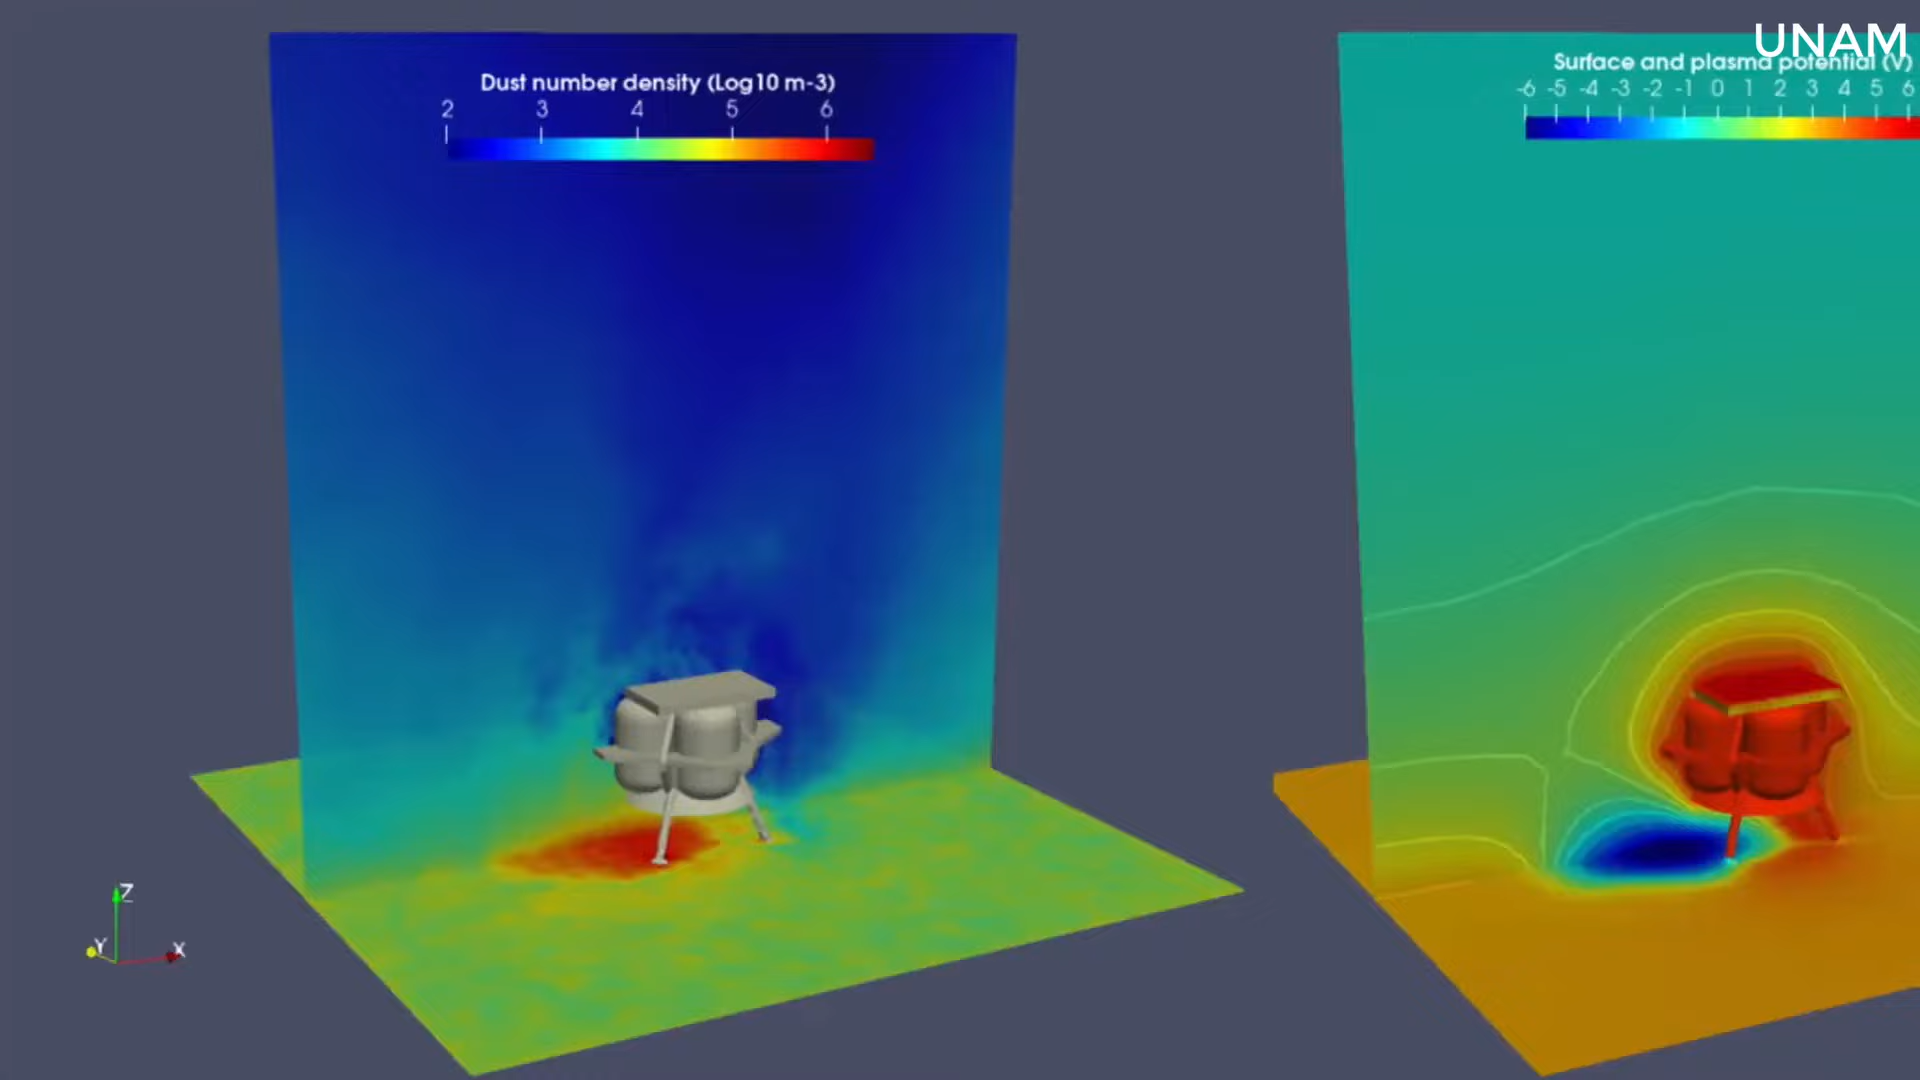 UNAM
Dust number density (Log10 m-3)
2 3 4 5 6
Surface and plasma potential (V)
-6 -5 -4 -3 -2 -1 0 1 2 3 4 5 6
Z
Y
X